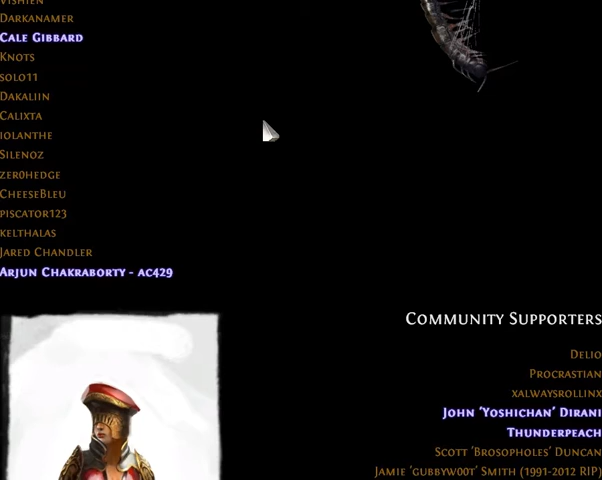 Vishien
Darkanamer
Cale Gibbard
Knots
solo11
Dakaliin
Calixta
iolanthe
Silenoz
zer0hedge
CheeseBleu
piscator123
kelthalas
Jared Chandler
Arjun Chakraborty - ac429
Community Supporters
Delio
Procrastian
xalwaysrollinx
John 'Yoshichan' Dirani
Thunderpeach
Scott 'Brosopholes' Duncan
Jamie 'gubbyw00t' Smith (1991-2012 RIP)